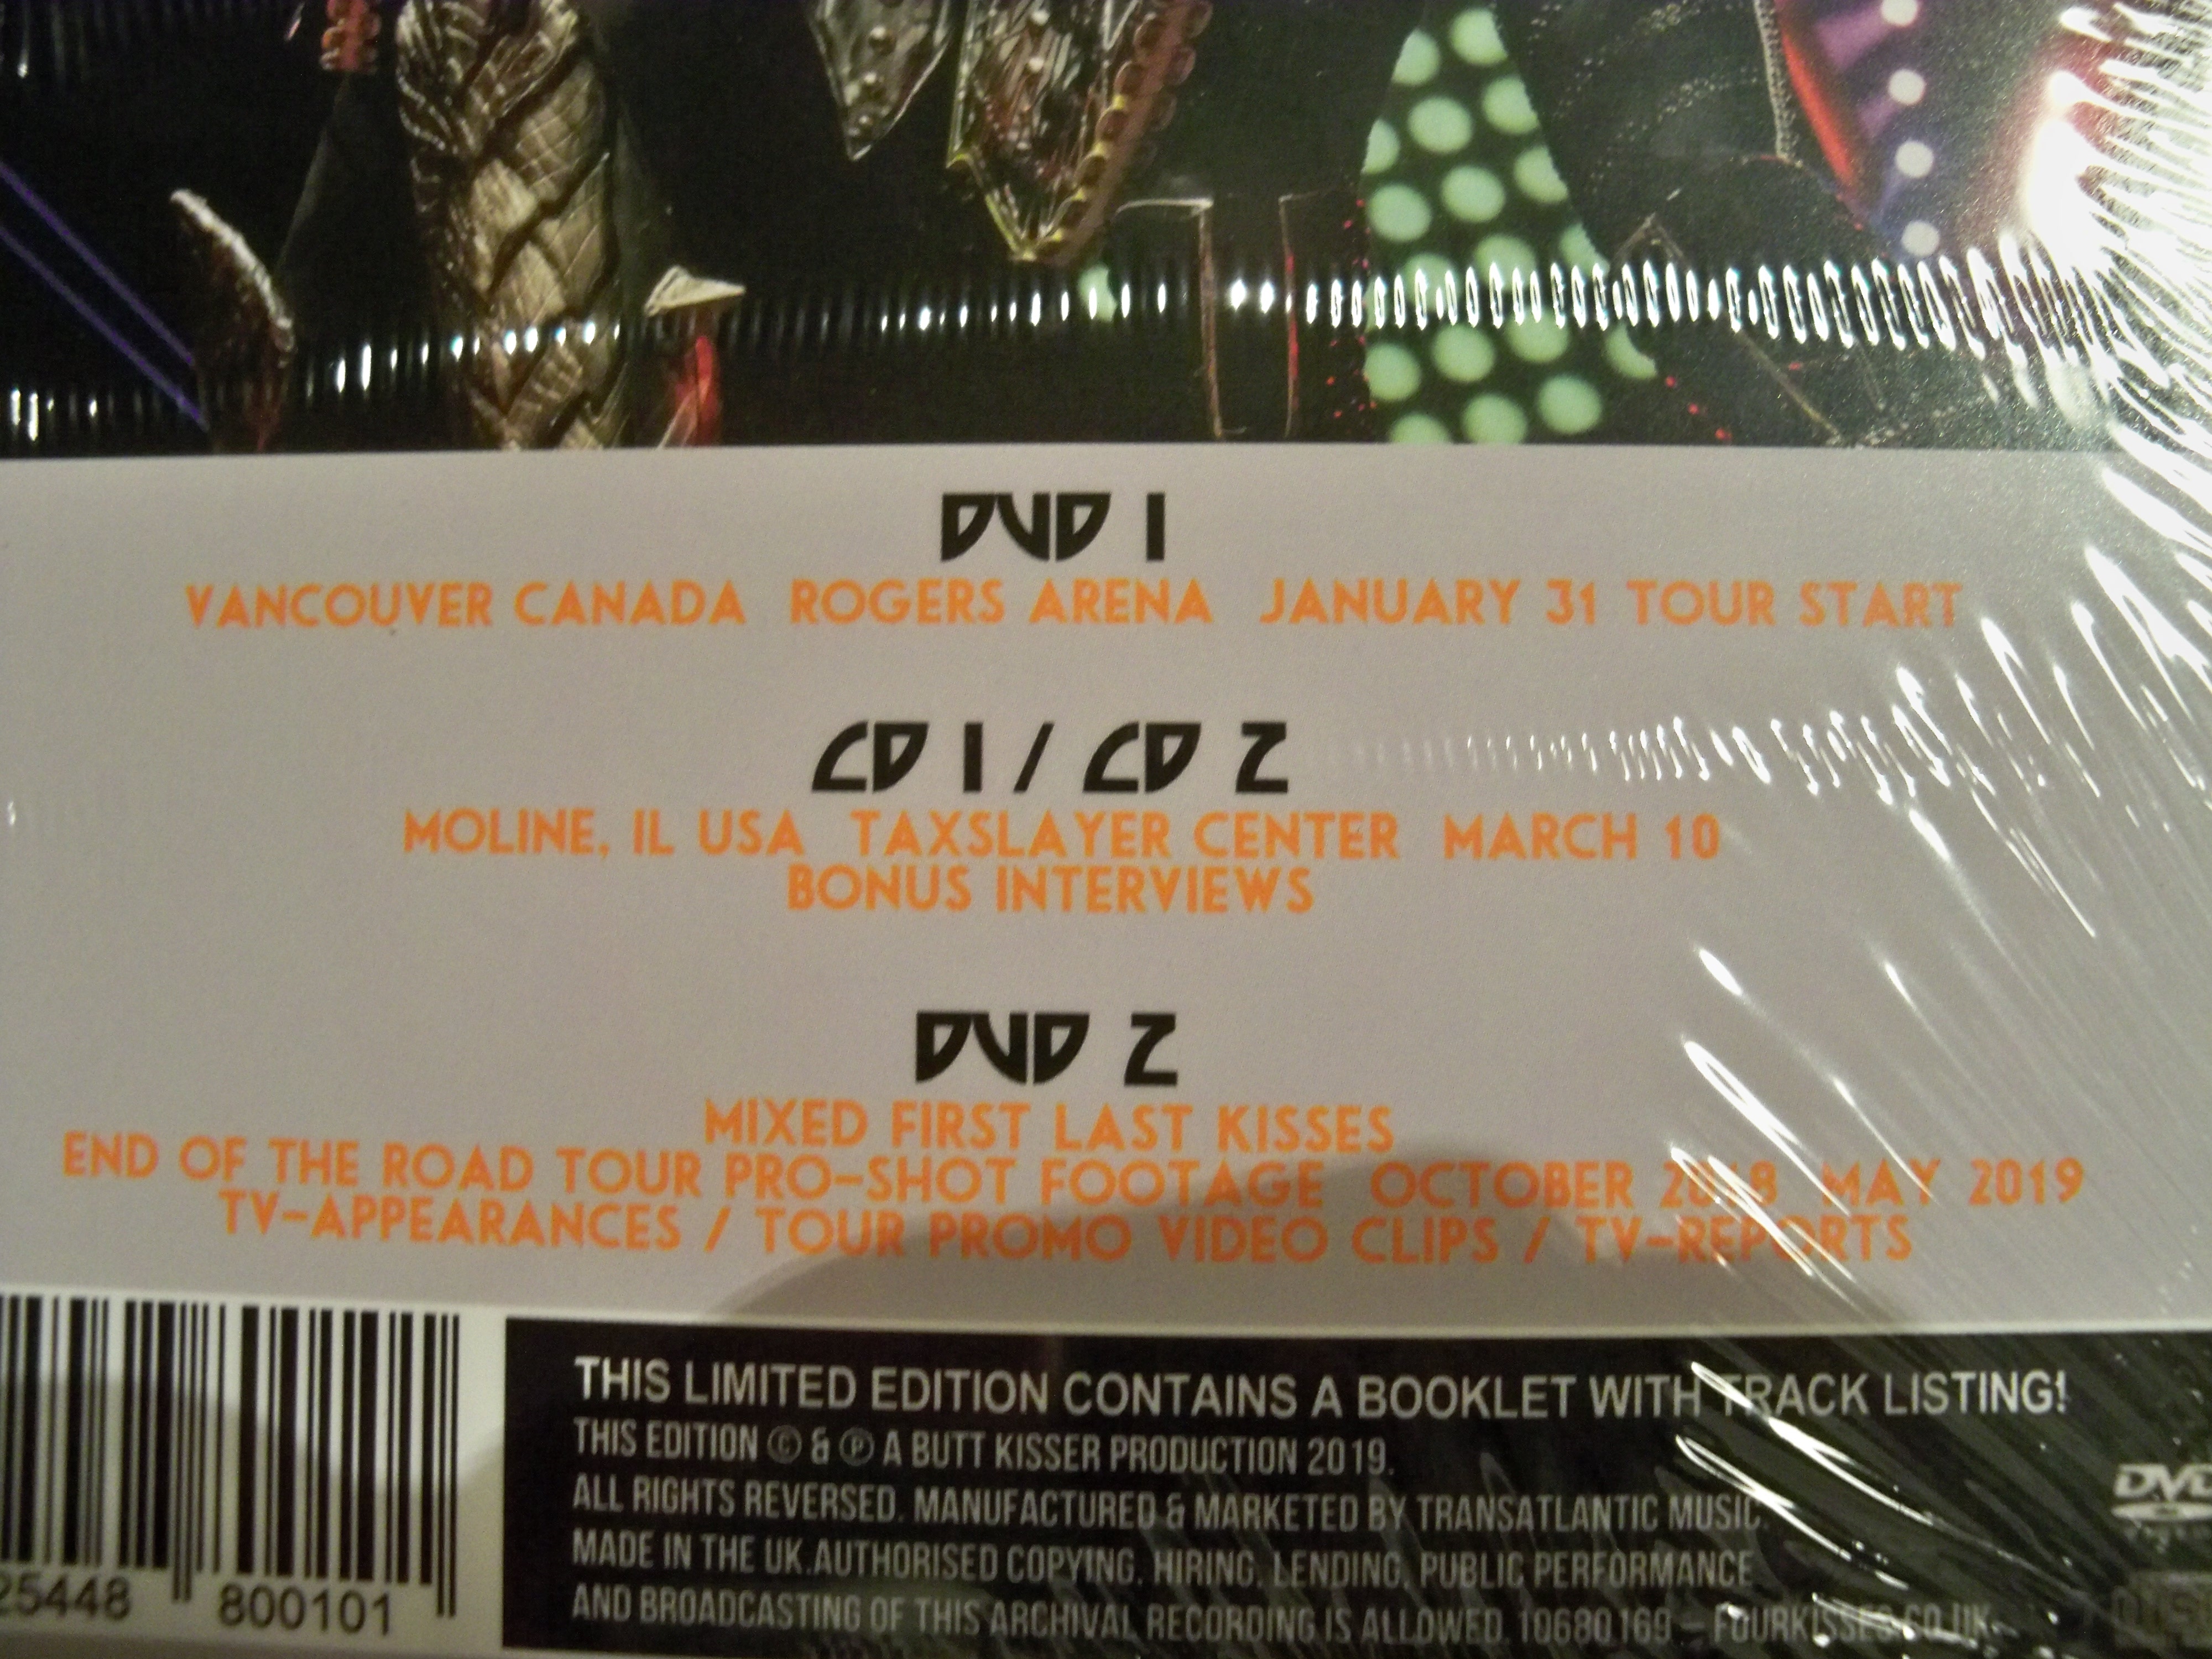 DVD 1
VANCOUVER CANADA ROGERS ARENA JANUARY 31 TOUR START
CD 1 / CD 2
MOLINE, IL USA TAXSLAYER CENTER MARCH 10
BONUS INTERVIEWS
DVD 2
MIXED FIRST LAST KISSES
END OF THE ROAD TOUR PRO-SHOT FOOTAGE OCTOBER 2018 MAY 2019
TV-APPEARANCES / TOUR PROMO VIDEO CLIPS / TV-REPORTS
25448 800101
THIS LIMITED EDITION CONTAINS A BOOKLET WITH TRACK LISTING!
THIS EDITION © & ℗ A BUTT KISSER PRODUCTION 2019.
ALL RIGHTS REVERSED. MANUFACTURED & MARKETED BY TRANSATLANTIC MUSIC.
MADE IN THE UK.AUTHORISED COPYING, HIRING, LENDING, PUBLIC PERFORMANCE
AND BROADCASTING OF THIS ARCHIVAL RECORDING IS ALLOWED. 10680169 – FOURKISSES.CO.UK
DVD